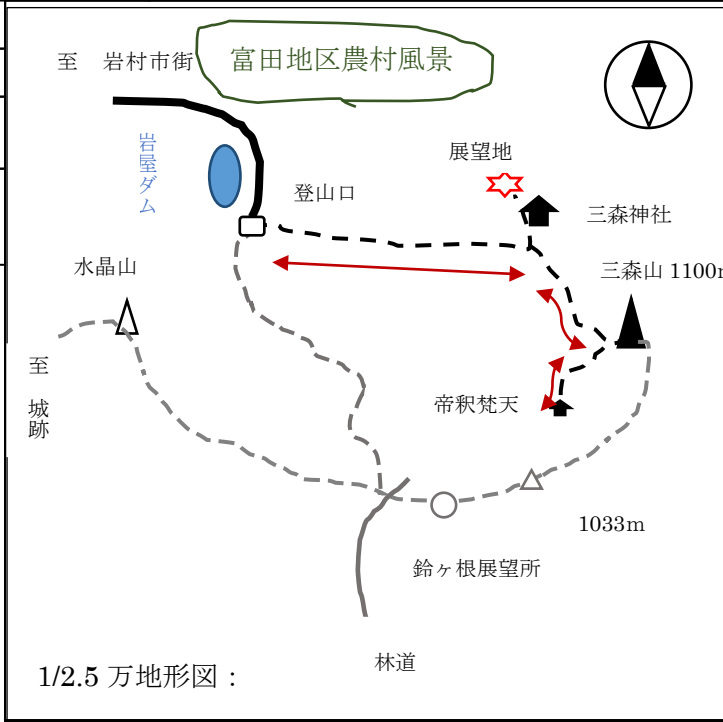 至 岩村市街
富田地区農村風景
岩屋ダム
展望地
登山口
三森神社
水晶山
三森山 1100m
至 城跡
帝釈梵天
1033m
鈴ヶ根展望所
林道
1/2.5 万地形図：